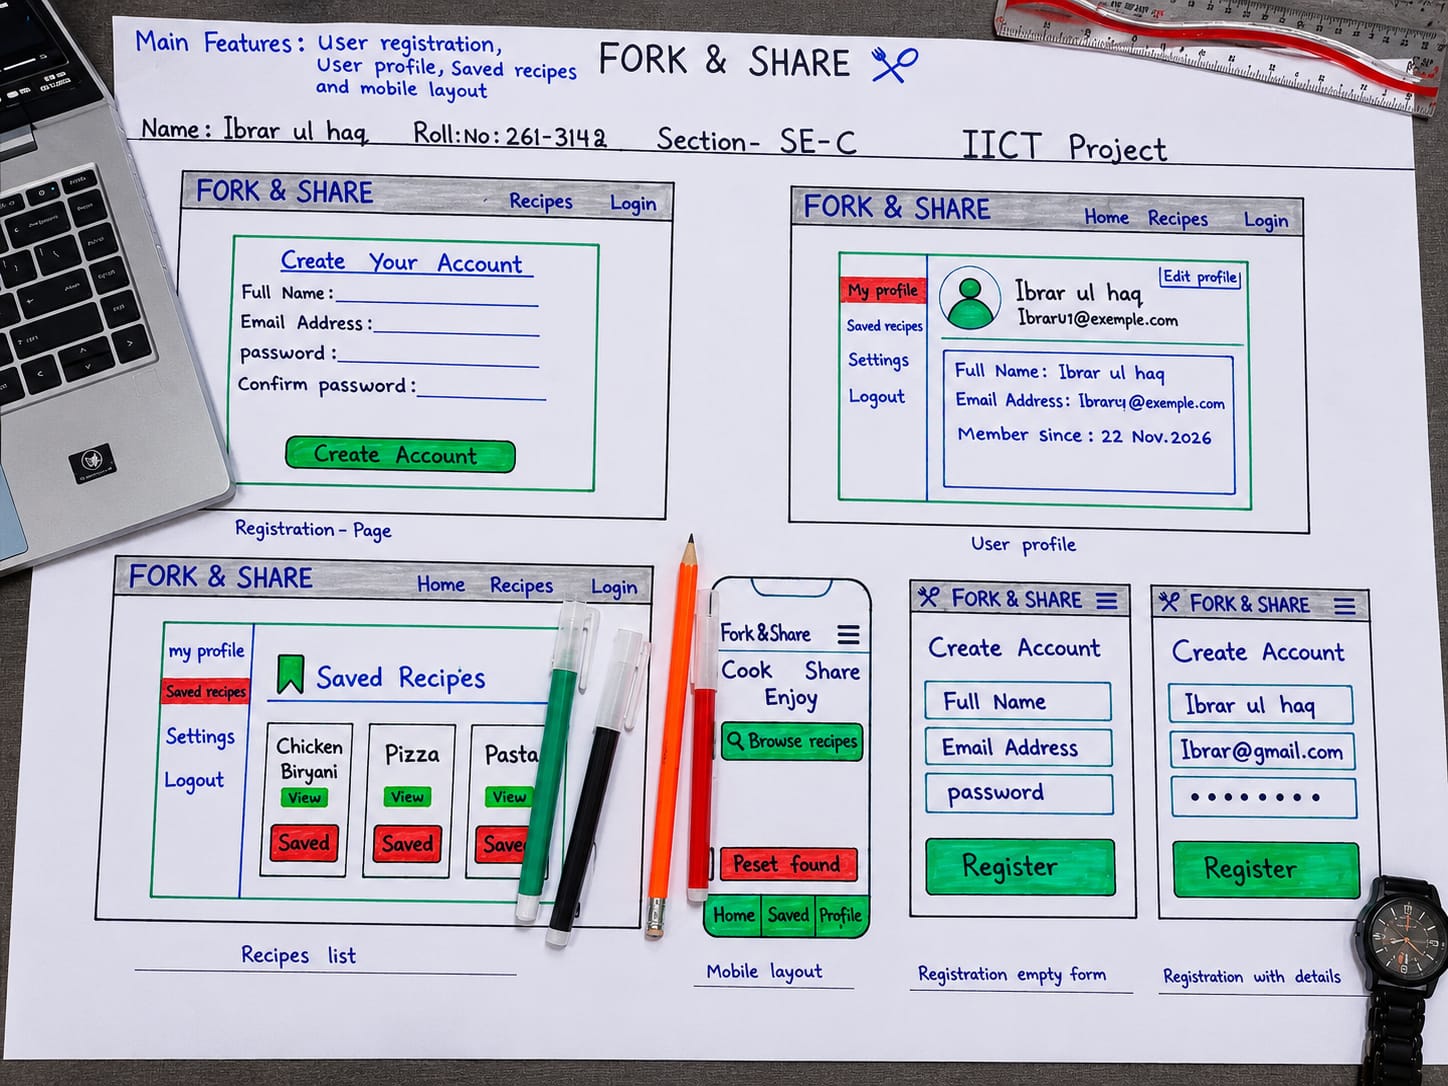 Main Features: User registration,
User profile, Saved recipes
and mobile layout
FORK & SHARE
Name: Ibrar ul haq Roll:No: 261-3142 Section- SE-C IICT Project
FORK & SHARE Recipes Login
Create Your Account
Full Name:
Email Address:
password:
Confirm password:
Create Account
Registration-Page
FORK & SHARE Home Recipes Login
My profile
Saved recipes
Settings
Logout
Edit profile
Ibrar ul haq
Ibraru1@exemple.com
Full Name: Ibrar ul haq
Email Address: Ibraru1@exemple.com
Member since: 22 Nov.2026
User profile
FORK & SHARE Home Recipes Login
my profile
Saved recipes
Settings
Logout
Saved Recipes
Chicken
Biryani
View
Saved
Pizza
View
Saved
Pasta
View
Save
Recipes list
Fork & Share
Cook Share
Enjoy
Browse recipes
Peset found
Home Saved Profile
Mobile layout
FORK & SHARE
Create Account
Full Name
Email Address
password
Register
Registration empty form
FORK & SHARE
Create Account
Ibrar ul haq
Ibrar@gmail.com
••••••••
Register
Registration with details